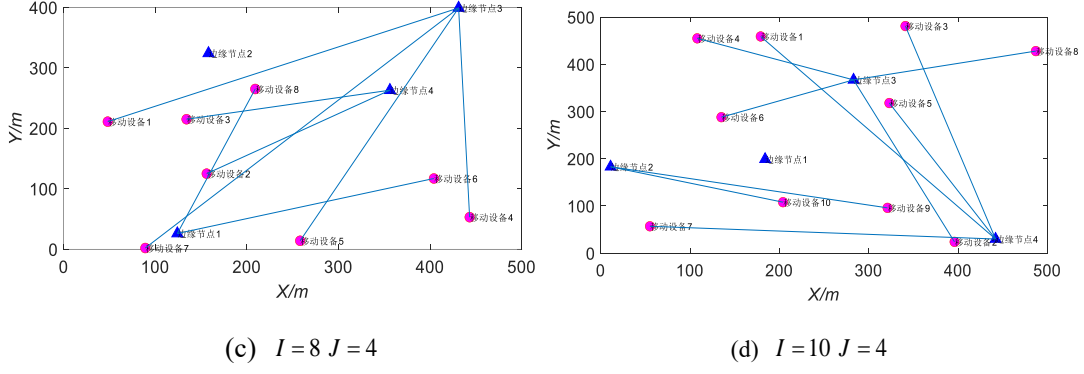 400
300
200
100
0
Y/m
0
100
200
300
400
500
X/m
边缘节点3
边缘节点2
移动设备8
边缘节点4
移动设备1
移动设备3
移动设备2
移动设备6
移动设备4
边缘节点1
移动设备5
移动设备7
(c) I = 8 J = 4
500
400
300
200
100
0
Y/m
0
100
200
300
400
500
X/m
移动设备3
移动设备4
移动设备1
移动设备8
边缘节点3
移动设备5
移动设备6
边缘节点1
边缘节点2
移动设备10
移动设备9
移动设备7
移动设备2
边缘节点4
(d) I = 10 J = 4